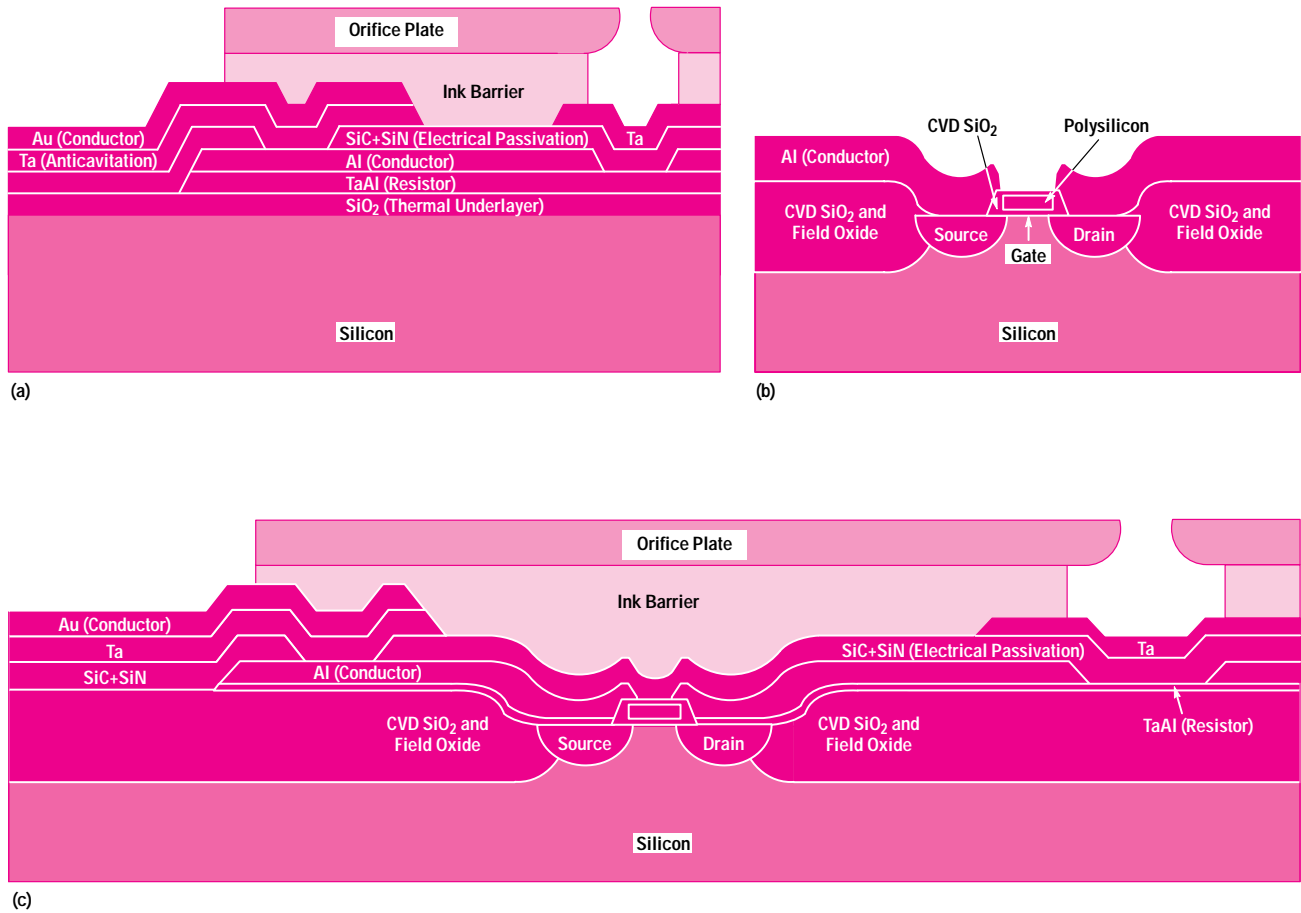 Orifice Plate
Ink Barrier
Au (Conductor)
SiC+SiN (Electrical Passivation)
Ta
Ta (Anticavitation)
Al (Conductor)
TaAl (Resistor)
SiO2 (Thermal Underlayer)
Silicon
(a)
CVD SiO2
Polysilicon
Al (Conductor)
CVD SiO2 and
Field Oxide
Source
Gate
Drain
CVD SiO2 and
Field Oxide
Silicon
(b)
Orifice Plate
Ink Barrier
Au (Conductor)
Ta
SiC+SiN
Al (Conductor)
SiC+SiN (Electrical Passivation)
Ta
CVD SiO2 and
Field Oxide
Source
Drain
CVD SiO2 and
Field Oxide
TaAl (Resistor)
Silicon
(c)